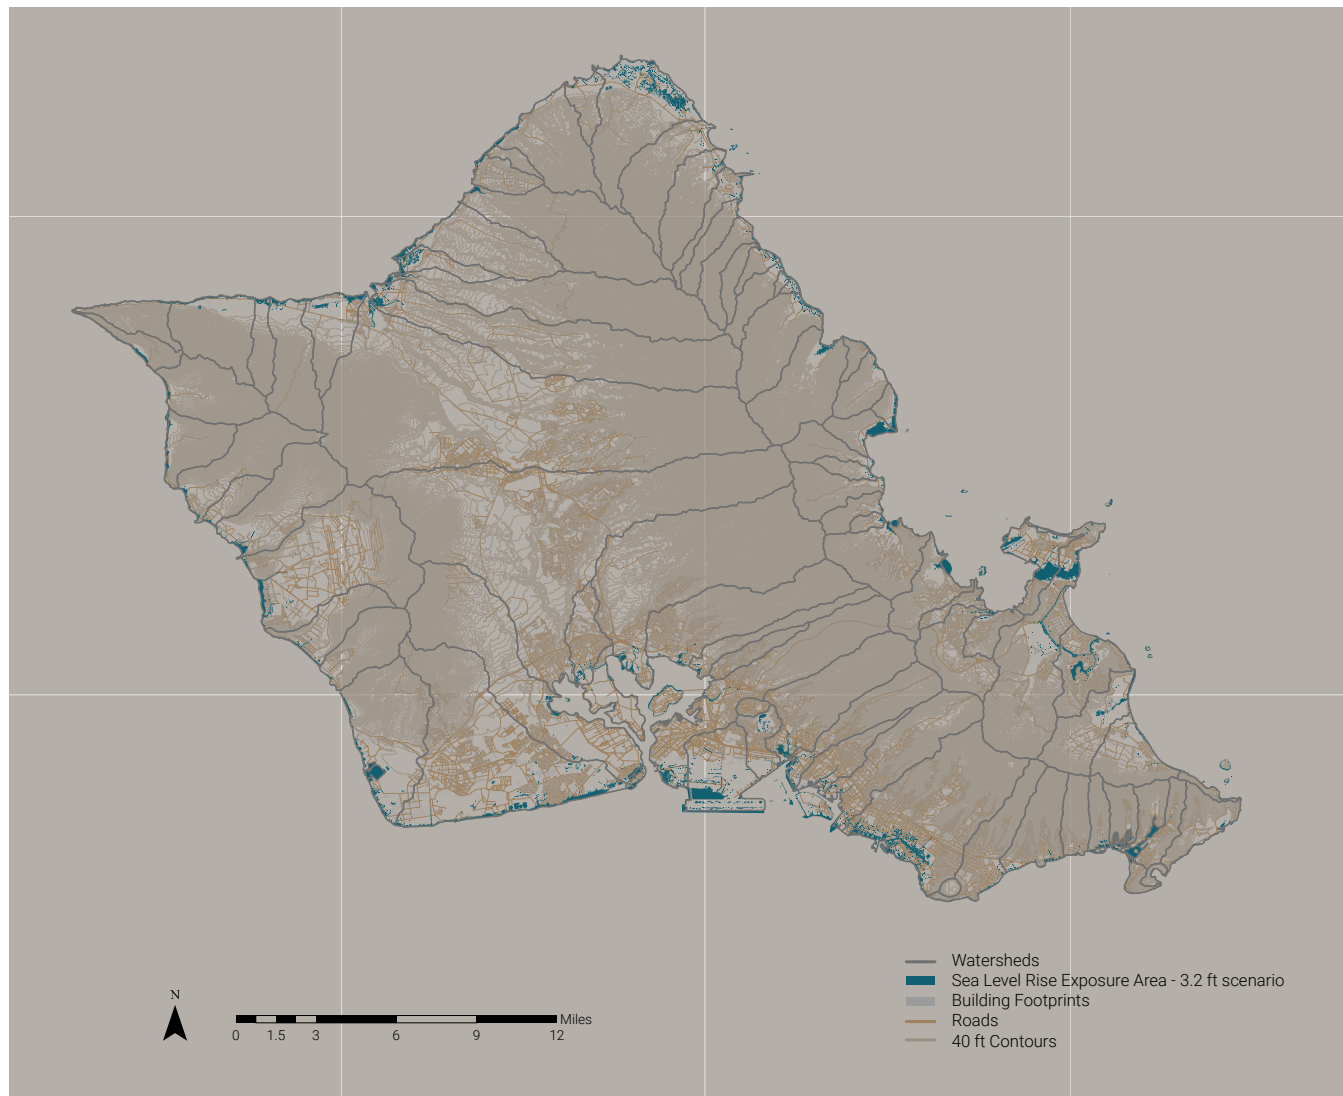 Watersheds
Sea Level Rise Exposure Area - 3.2 ft scenario
Building Footprints
Roads
40 ft Contours
N
Miles
0 1.5 3 6 9 12